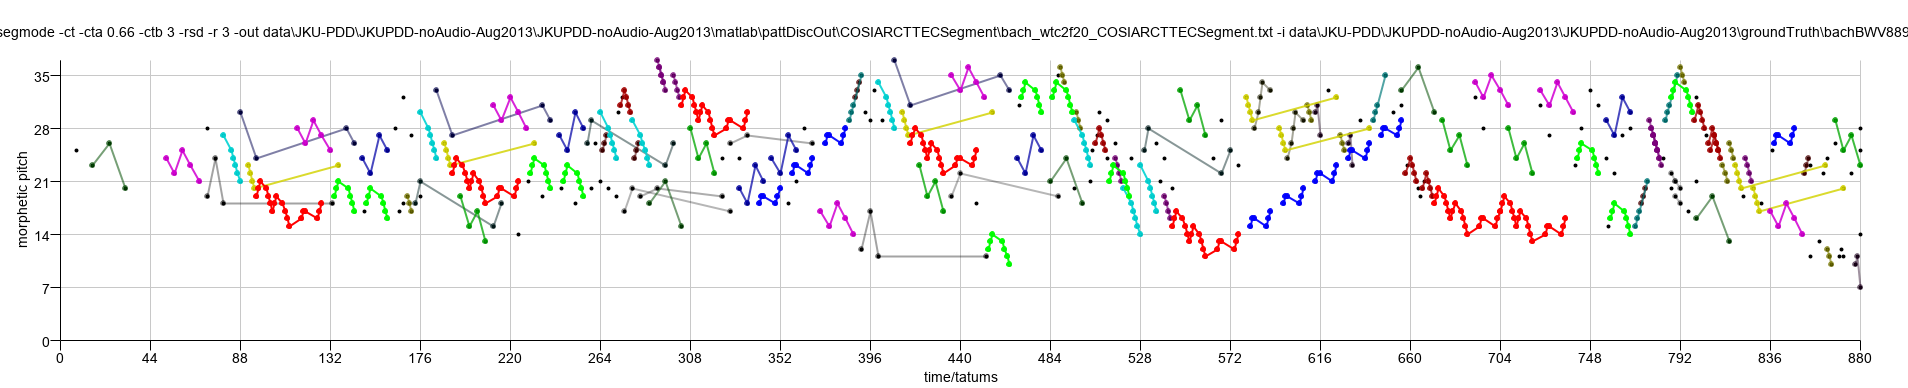 segmode -ct -cta 0.66 -ctb 3 -rsd -r 3 -out data\JKU-PDD\JKUPDD-noAudio-Aug2013\JKUPDD-noAudio-Aug2013\matlab\pattDiscOut\COSIARCTTECSegment\bach_wtc2f20_COSIARCTTECSegment.txt -i data\JKU-PDD\JKUPDD-noAudio-Aug2013\JKUPDD-noAudio-Aug2013\groundTruth\bachBWV889
morphetic pitch
35
28
21
14
7
0
0 44 88 132 176 220 264 308 352 396 440 484 528 572 616 660 704 748 792 836 880
time/tatums